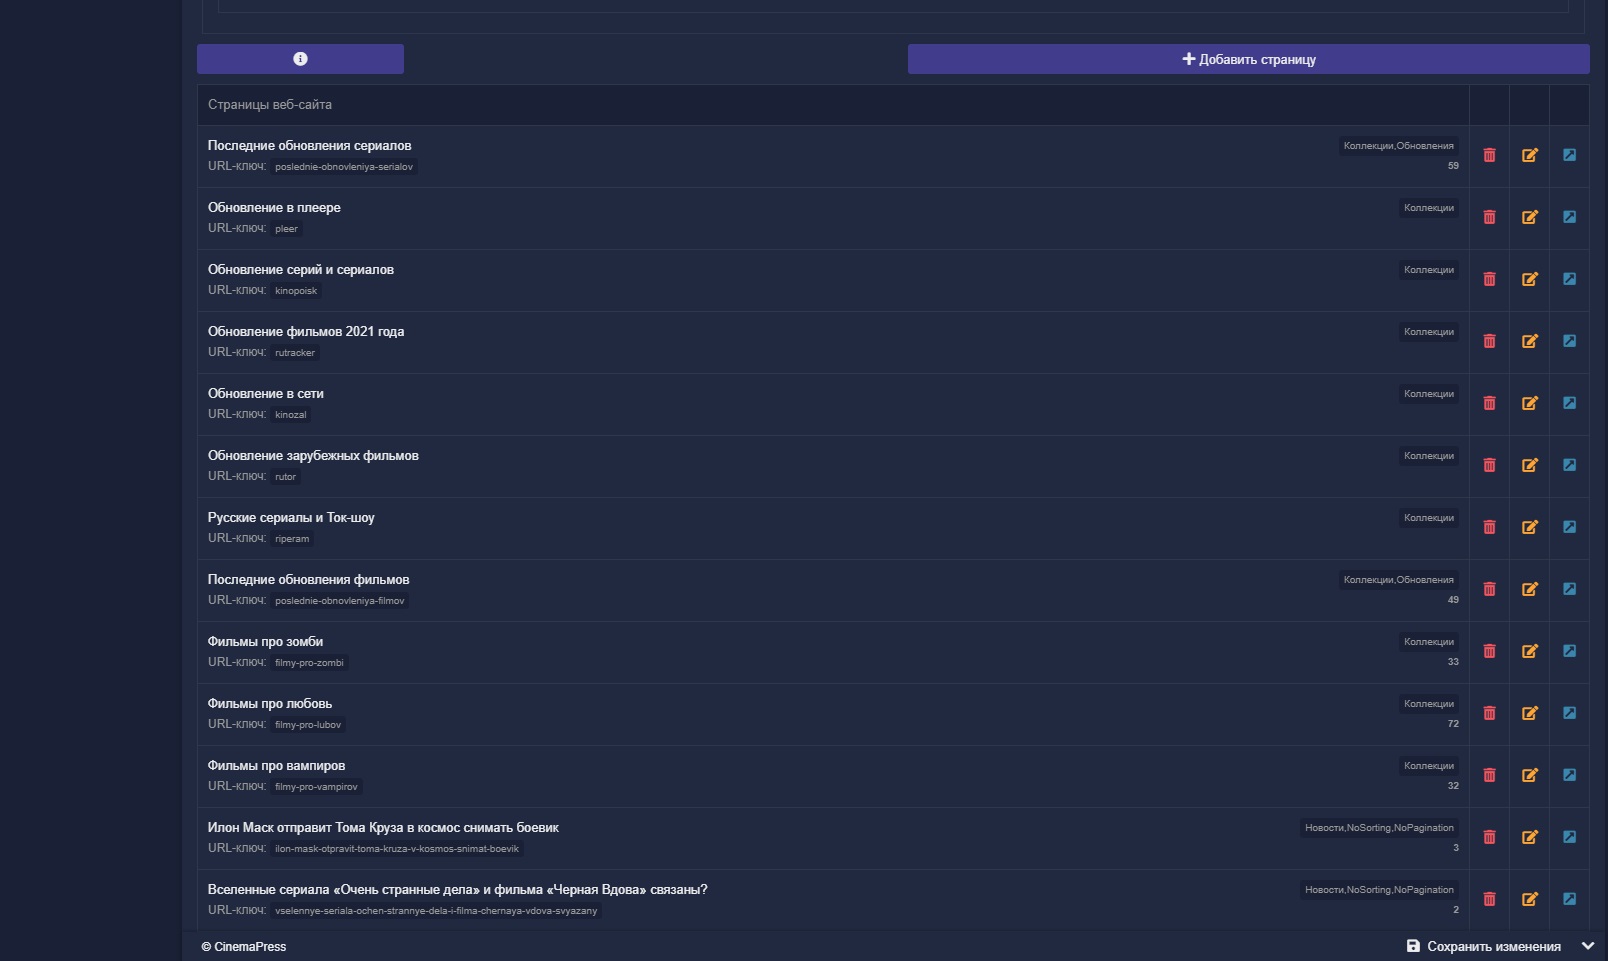 Добавить страницу
Страницы веб-сайта
Последние обновления сериалов
Коллекции,Обновления
URL-ключ: poslednie-obnovleniya-serialov
59
Обновление в плеере
Коллекции
URL-ключ: pleer
Обновление серий и сериалов
Коллекции
URL-ключ: kinopoisk
Обновление фильмов 2021 года
Коллекции
URL-ключ: rutracker
Обновление в сети
Коллекции
URL-ключ: kinozal
Обновление зарубежных фильмов
Коллекции
URL-ключ: rutor
Русские сериалы и Ток-шоу
Коллекции
URL-ключ: riperam
Последние обновления фильмов
Коллекции,Обновления
URL-ключ: poslednie-obnovleniya-filmov
49
Фильмы про зомби
Коллекции
URL-ключ: filmy-pro-zombi
33
Фильмы про любовь
Коллекции
URL-ключ: filmy-pro-lubov
72
Фильмы про вампиров
Коллекции
URL-ключ: filmy-pro-vampirov
32
Илон Маск отправит Тома Круза в космос снимать боевик
Новости,NoSorting,NoPagination
URL-ключ: ilon-mask-otpravit-toma-kruza-v-kosmos-snimat-boevik
3
Вселенные сериала «Очень странные дела» и фильма «Черная Вдова» связаны?
Новости,NoSorting,NoPagination
URL-ключ: vselennye-seriala-ochen-strannye-dela-i-filma-chernaya-vdova-svyazany
2
© CinemaPress
Сохранить изменения